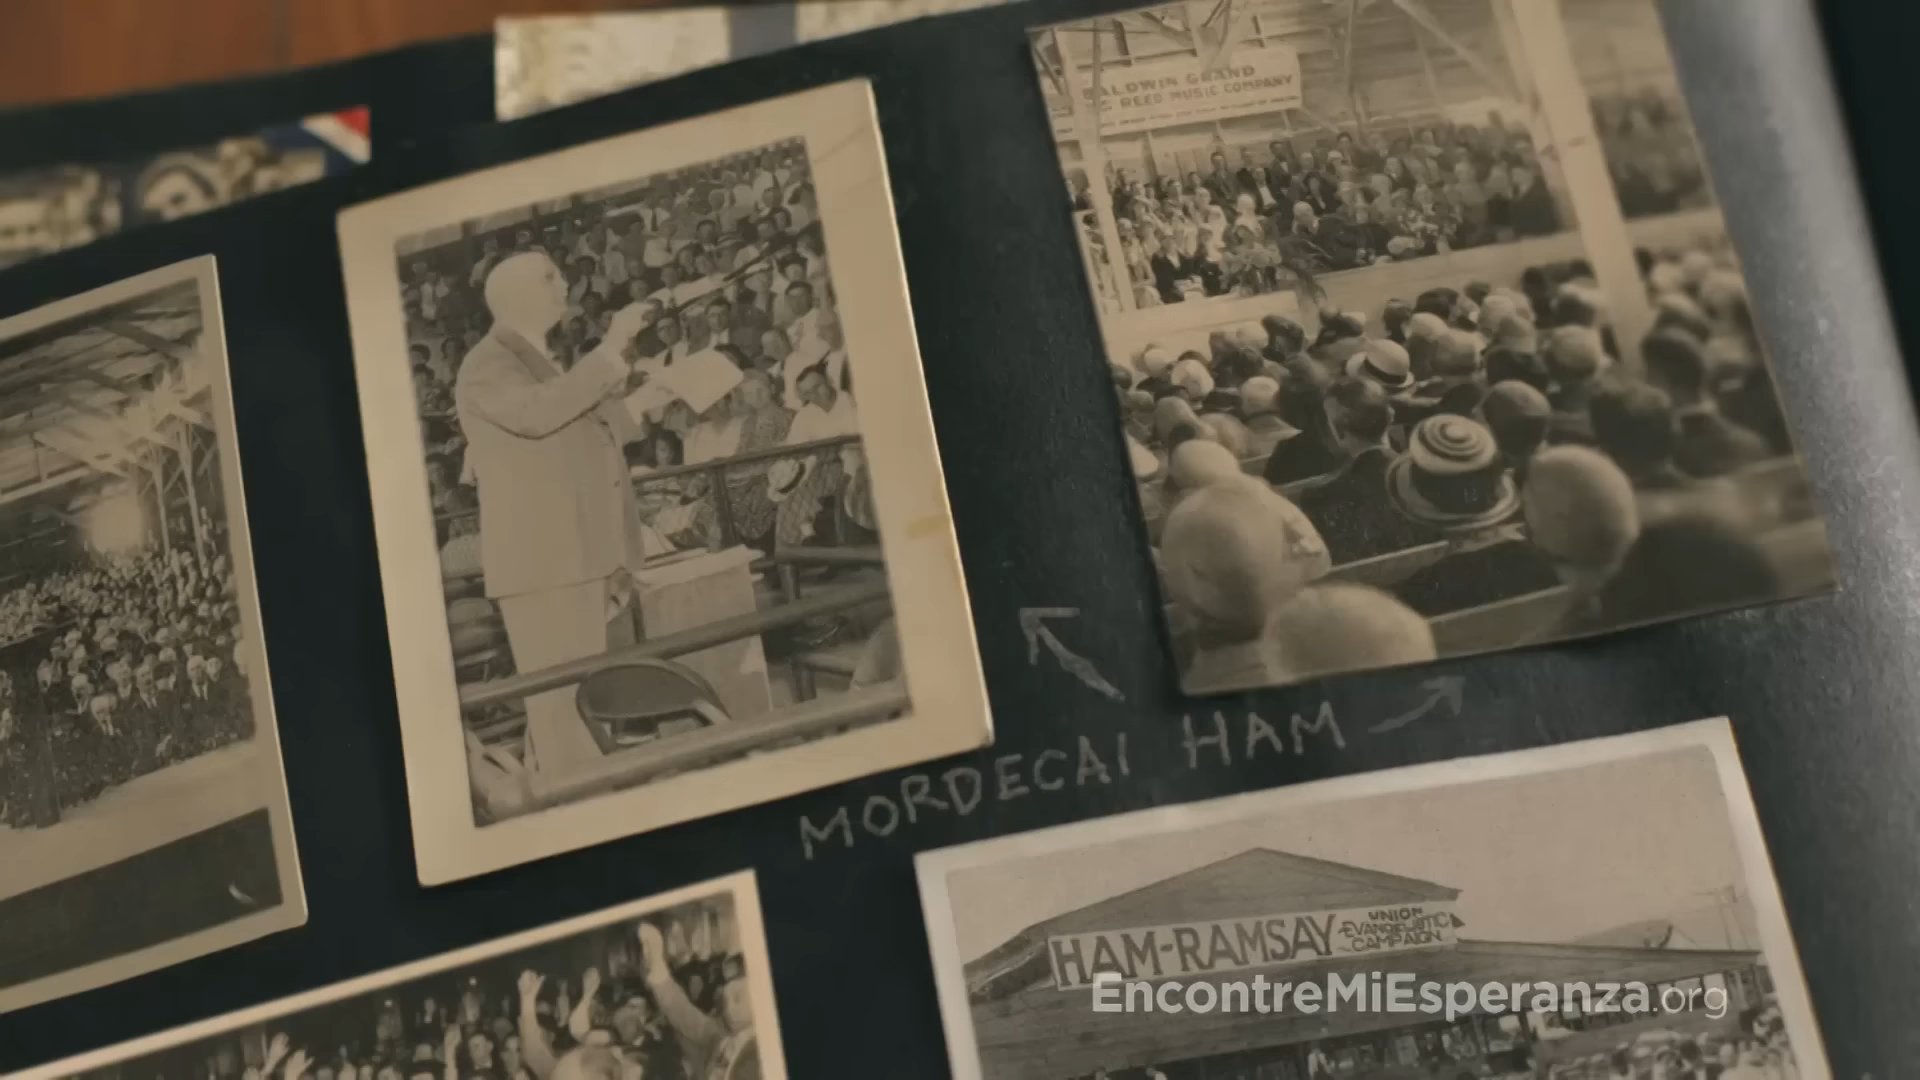 BALDWIN GRAND
REED MUSIC COMPANY
MORDECAI HAM
HAM-RAMSAY
UNION
EVANGELISTIC
CAMPAIGN
EncontreMiEsperanza.org